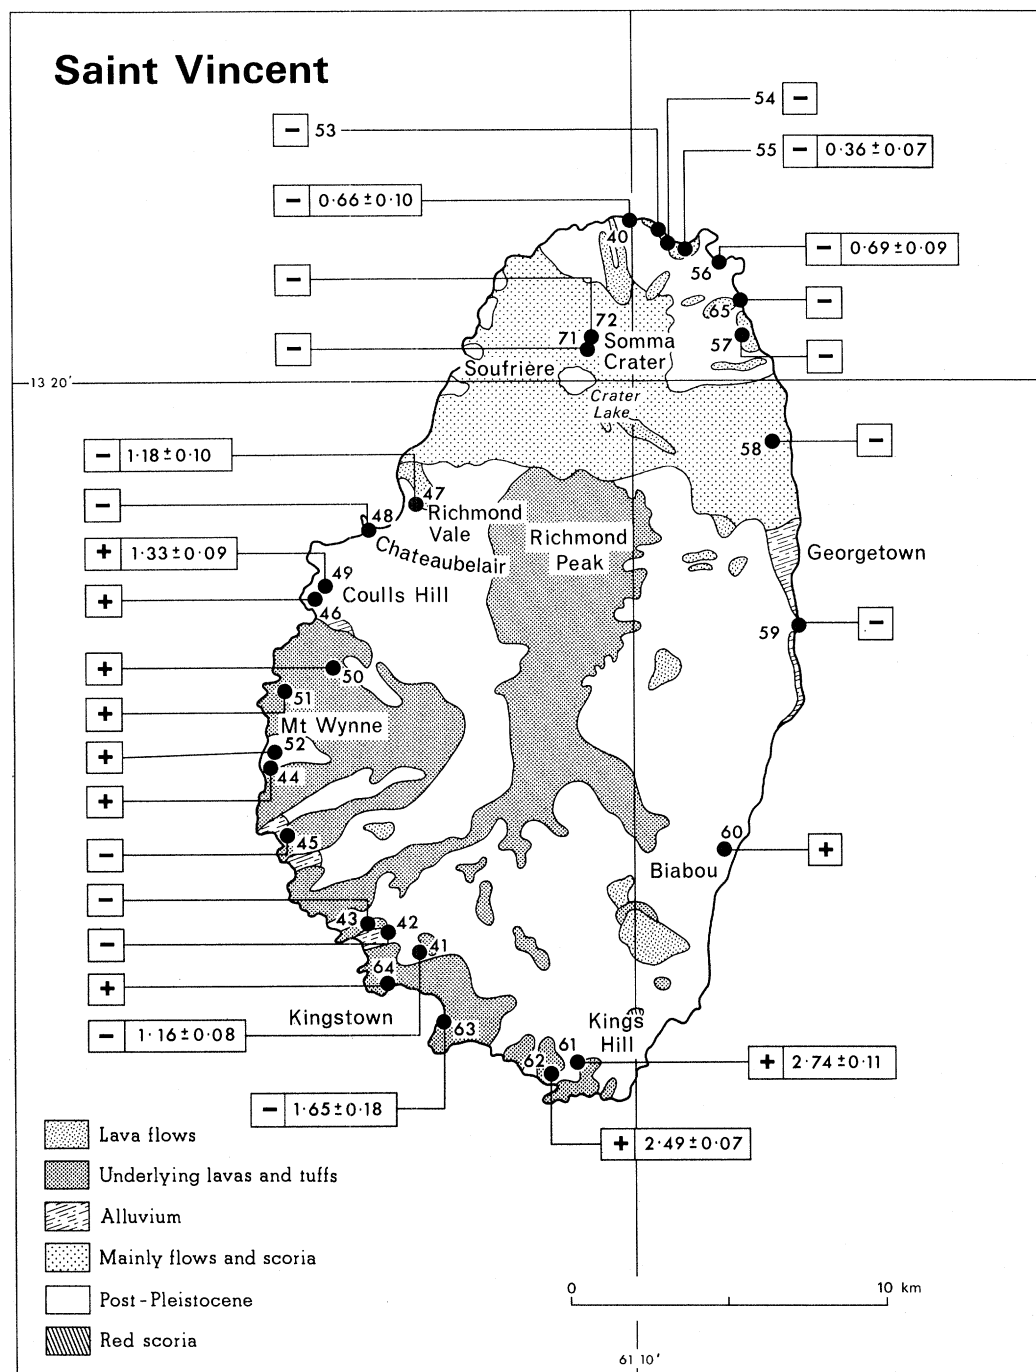 Saint Vincent
54 −
− 53
55 − 0·36 ± 0·07
− 0·66 ± 0·10
40
56
− 0·69 ± 0·09
−
65
−
72
71
Somma
Crater
57
−
−
Soufrière
13 20′
Crater
Lake
58
−
− 1·18 ± 0·10
47
Richmond
Vale
−
48
Chateaubelair
Richmond
Peak
Georgetown
+ 1·33 ± 0·09
49
Coulls Hill
+
46
59
−
+
50
+
51
Mt Wynne
+
52
+
44
−
45
60
+
Biabou
−
43
42
−
41
+
64
Kingstown
− 1·16 ± 0·08
63
Kings
Hill
61
62
+ 2·74 ± 0·11
− 1·65 ± 0·18
+ 2·49 ± 0·07
Lava flows
Underlying lavas and tuffs
Alluvium
Mainly flows and scoria
Post-Pleistocene
Red scoria
0 10 km
61 10′